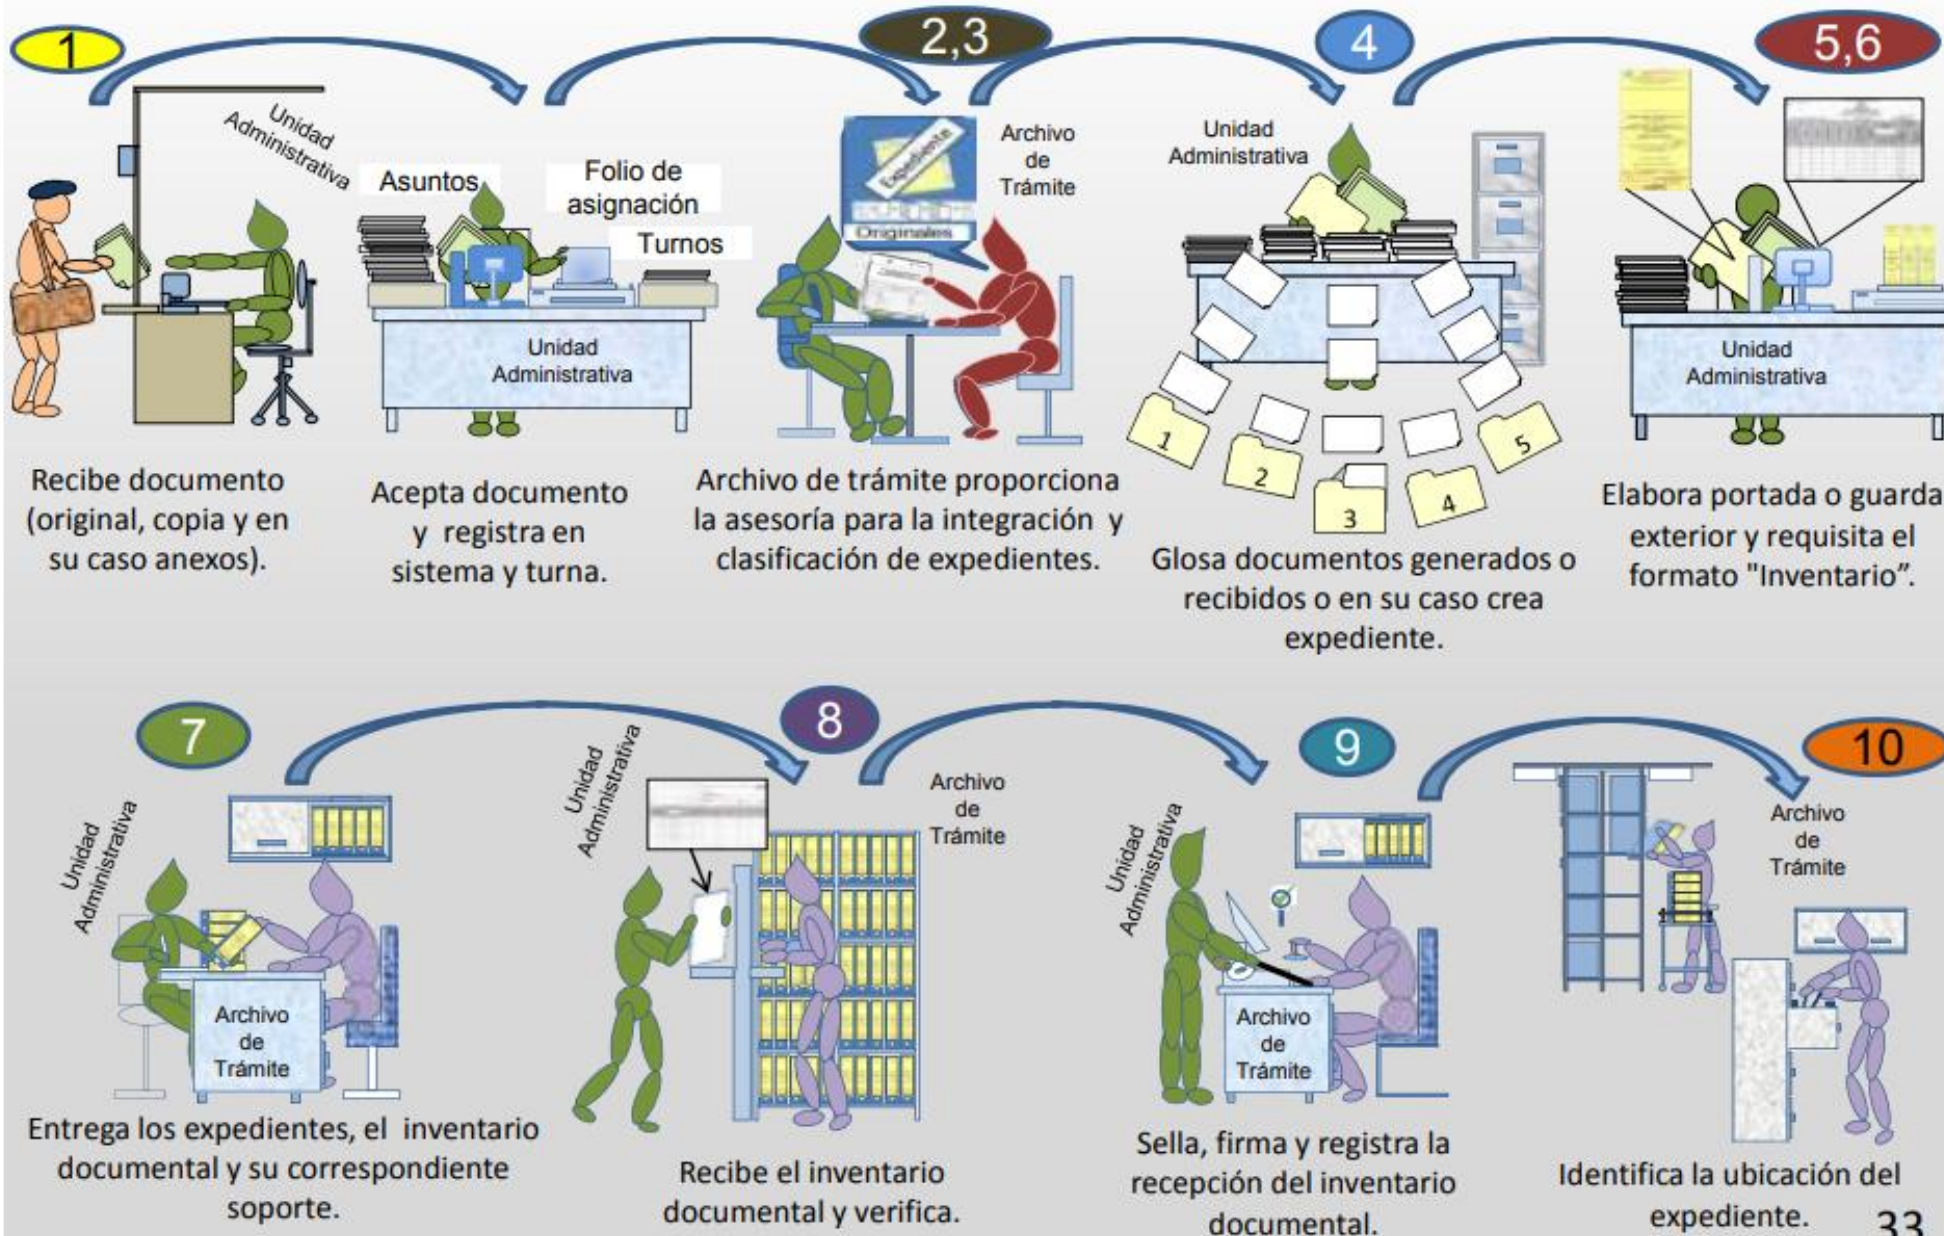 1
2,3
4
5,6
Unidad
Administrativa
Asuntos
Folio de
asignación
Turnos
Unidad
Administrativa
Expediente
Originales
Archivo
de
Trámite
Unidad
Administrativa
1
2
3
4
5
Unidad
Administrativa
Recibe documento
(original, copia y en
su caso anexos).
Acepta documento
y registra en
sistema y turna.
Archivo de trámite proporciona
la asesoría para la integración y
clasificación de expedientes.
Glosa documentos generados o
recibidos o en su caso crea
expediente.
Elabora portada o guarda
exterior y requisita el
formato "Inventario”.
7
8
9
10
Unidad
Administrativa
Archivo
de
Trámite
Unidad
Administrativa
Archivo
de
Trámite
Unidad
Administrativa
Archivo
de
Trámite
Archivo
de
Trámite
Entrega los expedientes, el inventario
documental y su correspondiente
soporte.
Recibe el inventario
documental y verifica.
Sella, firma y registra la
recepción del inventario
documental.
Identifica la ubicación del
expediente.
33